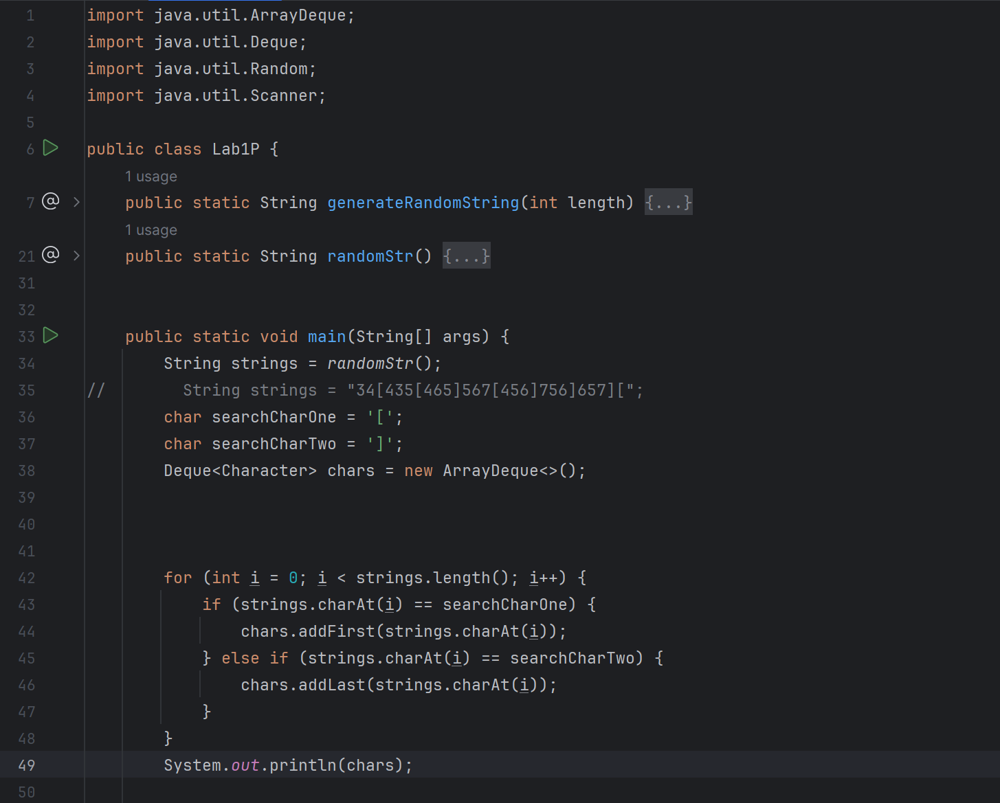 1 import java.util.ArrayDeque;
2 import java.util.Deque;
3 import java.util.Random;
4 import java.util.Scanner;
5
6 public class Lab1P {
1 usage
7 @ > public static String generateRandomString(int length) {...}
1 usage
21 @ > public static String randomStr() {...}
31
32
33 public static void main(String[] args) {
34 String strings = randomStr();
35 // String strings = "34[435[465]567[456]756]657][";
36 char searchCharOne = '[';
37 char searchCharTwo = ']';
38 Deque<Character> chars = new ArrayDeque<>();
39
40
41
42 for (int i = 0; i < strings.length(); i++) {
43 if (strings.charAt(i) == searchCharOne) {
44 chars.addFirst(strings.charAt(i));
45 } else if (strings.charAt(i) == searchCharTwo) {
46 chars.addLast(strings.charAt(i));
47 }
48 }
49 System.out.println(chars);
50